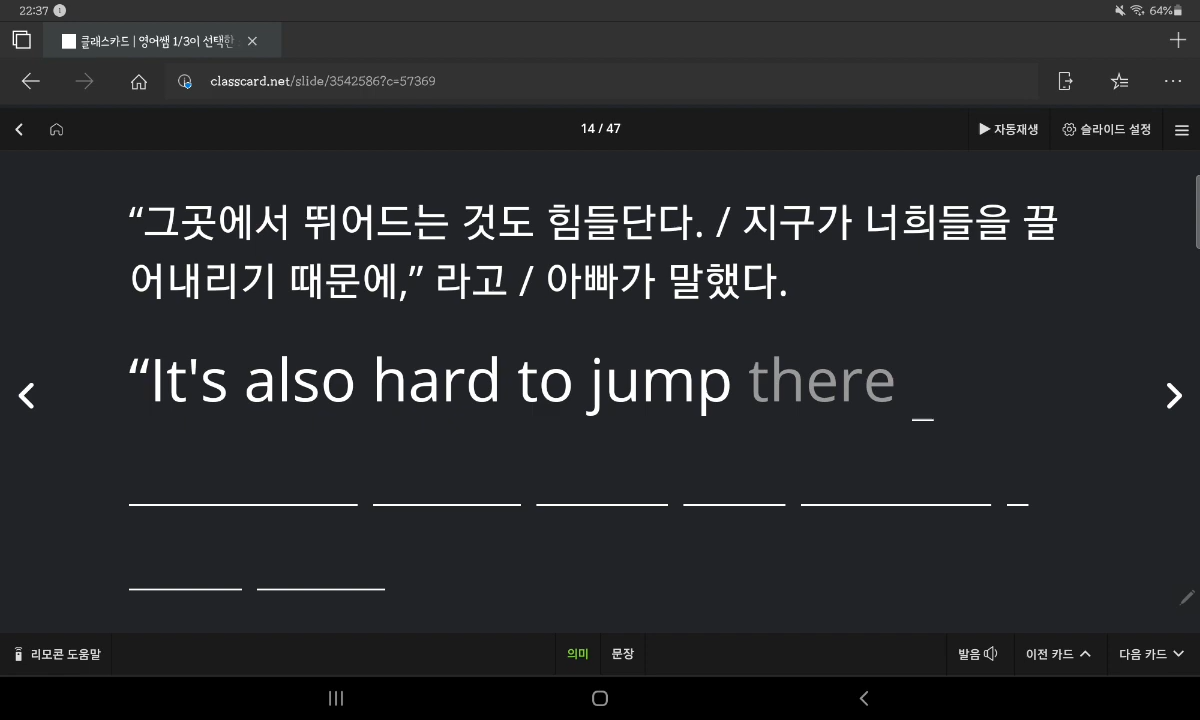 22:37
64%
클래스카드 | 영어쌤 1/3이 선택한
classcard.net/slide/3542586?c=57369
14 / 47
자동재생
슬라이드 설정
“그곳에서 뛰어드는 것도 힘들단다. / 지구가 너희들을 끌
어내리기 때문에,” 라고 / 아빠가 말했다.
“It's also hard to jump there _
리모콘 도움말
의미
문장
발음
이전 카드
다음 카드